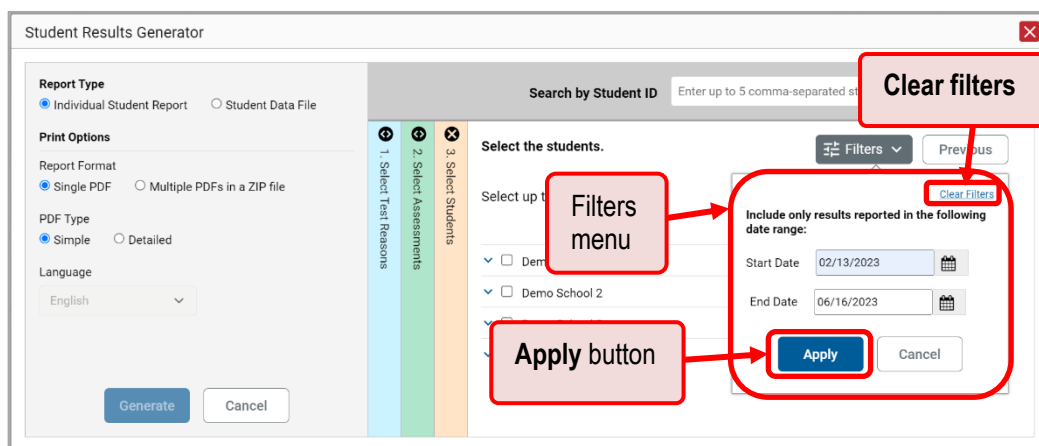 Student Results Generator
Report Type
Individual Student Report Student Data File
Print Options
Report Format
Single PDF Multiple PDFs in a ZIP file
PDF Type
Simple Detailed
Language
English
Generate Cancel
Search by Student ID Enter up to 5 comma-separated
Clear filters
1. Select Test Reasons
2. Select Assessments
3. Select Students
Select the students.
Filters Previous
Select up
Filters
menu
Clear Filters
Include only results reported in the following
date range:
Start Date 02/13/2023
End Date 06/16/2023
Demo School 2
Apply button
Apply Cancel